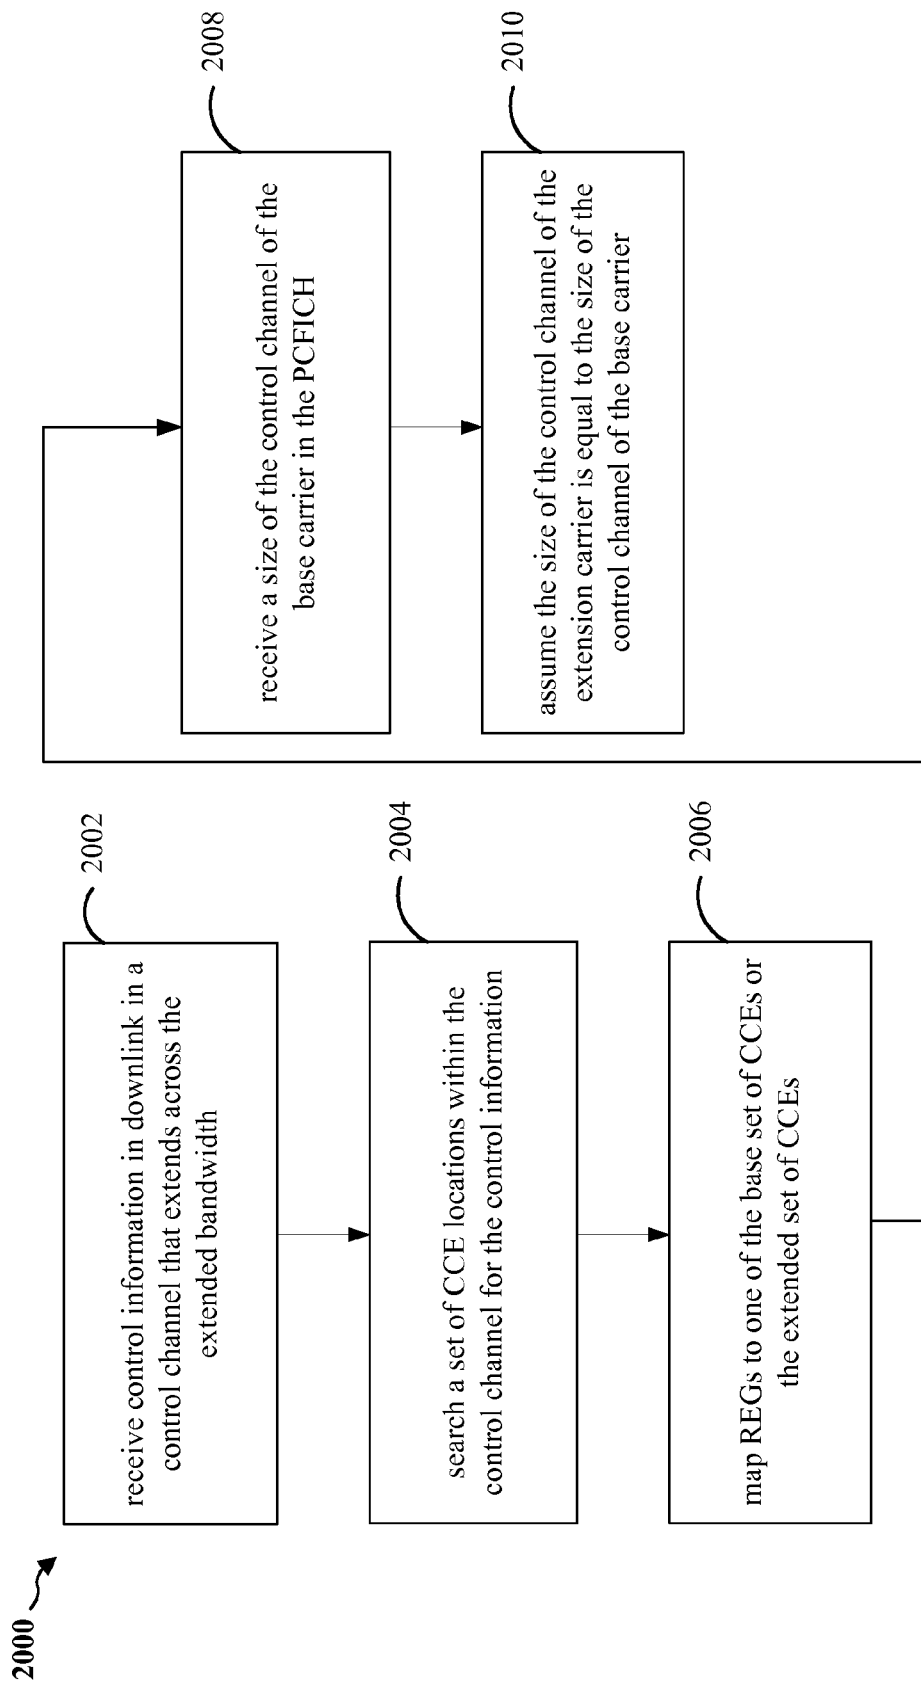 2000
2002
receive control information in downlink in a
control channel that extends across the
extended bandwidth
2004
search a set of CCE locations within the
control channel for the control information
2006
map REGs to one of the base set of CCEs or
the extended set of CCEs
2008
receive a size of the control channel of the
base carrier in the PCFICH
2010
assume the size of the control channel of the
extension carrier is equal to the size of the
control channel of the base carrier